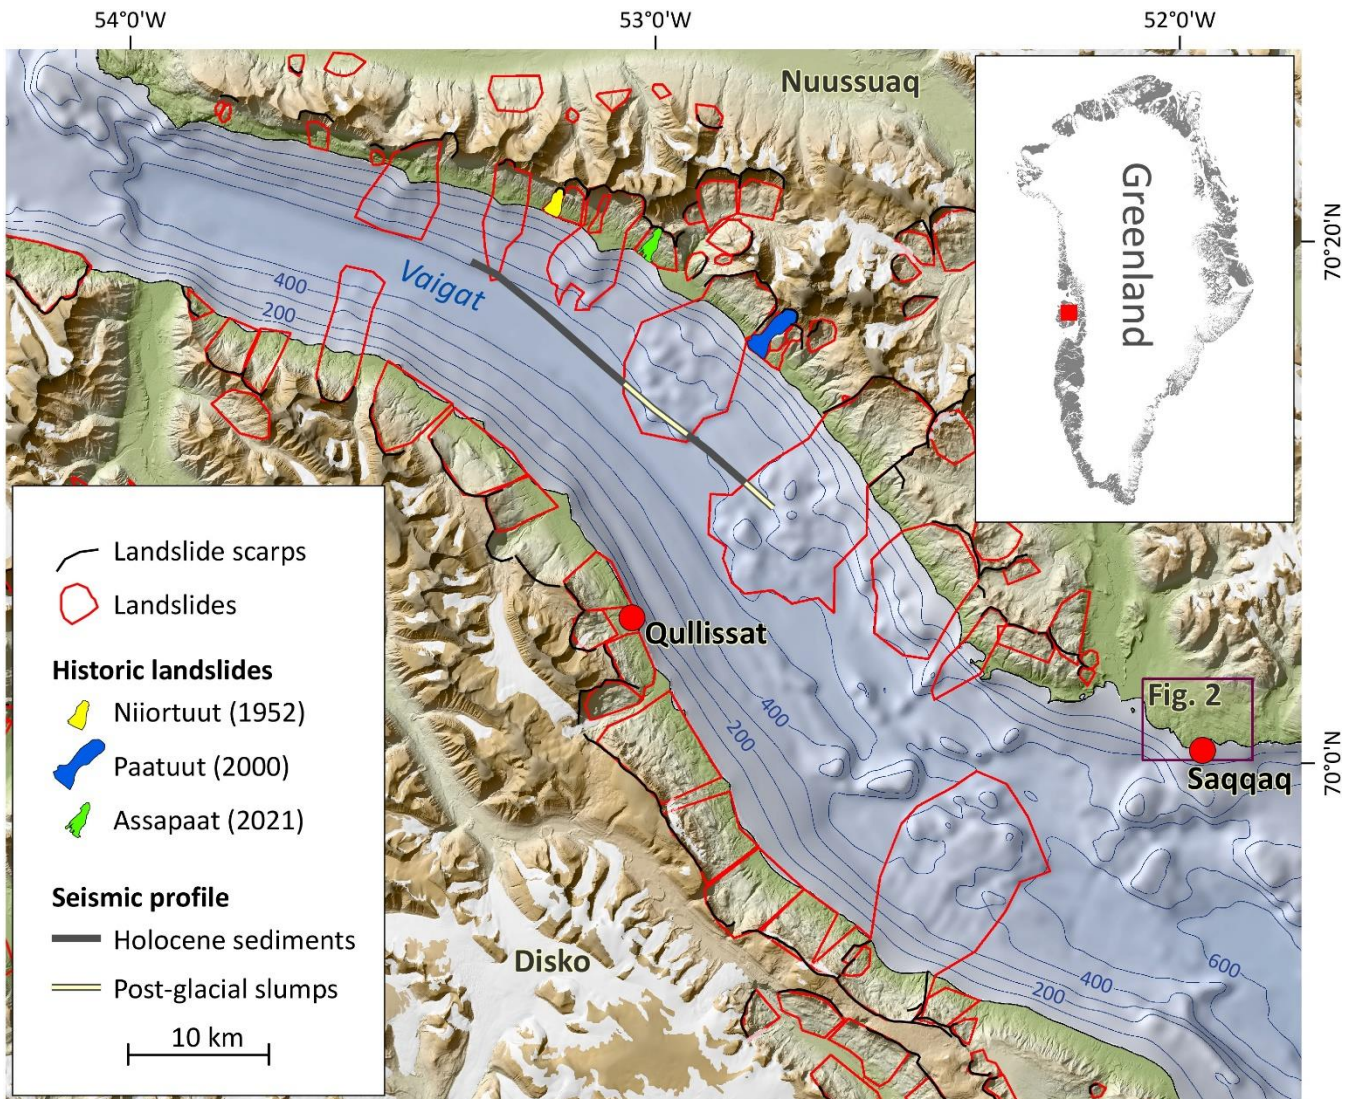 54°0'W
53°0'W
52°0'W
Nuussuaq
Greenland
70°20'N
Vaigat
400
200
Landslide scarps
Landslides
Historic landslides
Niiortuut (1952)
Paatuut (2000)
Assapaat (2021)
Seismic profile
Holocene sediments
Post-glacial slumps
10 km
Qullissat
400
200
Fig. 2
Saqqaq
70°0'N
Disko
600
400
200